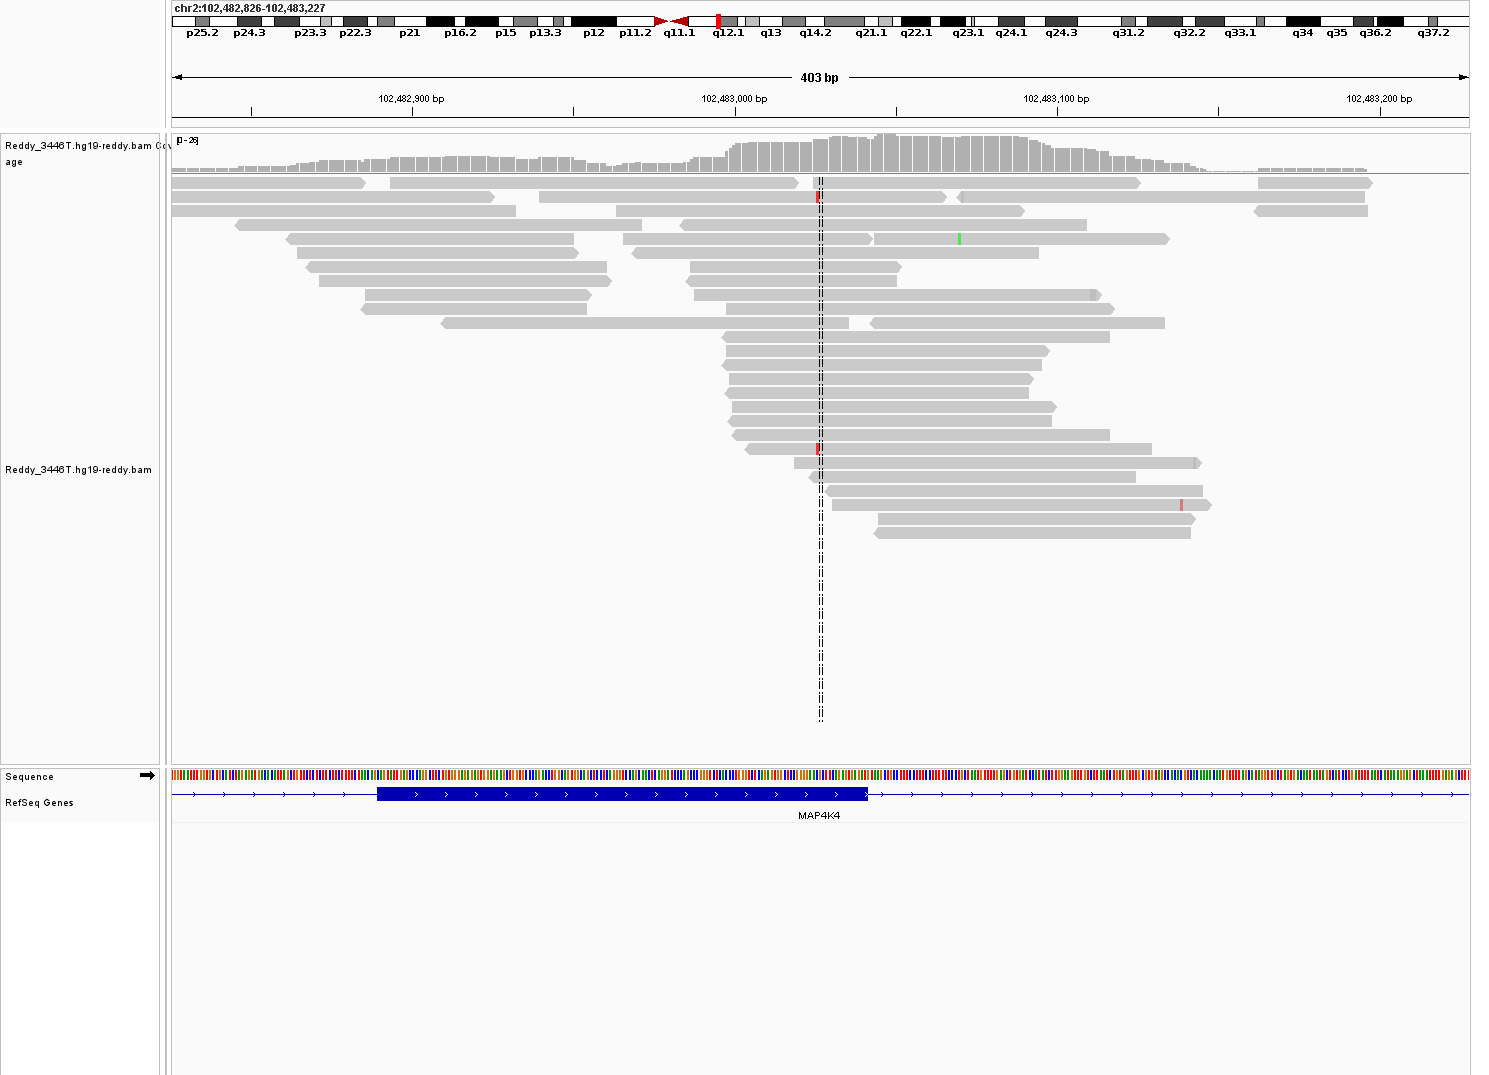 chr2:102,482,826-102,483,227
p25.2 p24.3 p23.3 p22.3 p21 p16.2 p15 p13.3 p12 p11.2 q11.1 q12.1 q13 q14.2 q21.1 q22.1 q23.1 q24.1 q24.3 q31.2 q32.2 q33.1 q34 q35 q36.2 q37.2
403 bp
102,482,900 bp 102,483,000 bp 102,483,100 bp 102,483,200 bp
Reddy_3446T.hg19-reddy.bam Cov
age
[0-26]
Reddy_3446T.hg19-reddy.bam
Sequence
RefSeq Genes
MAP4K4